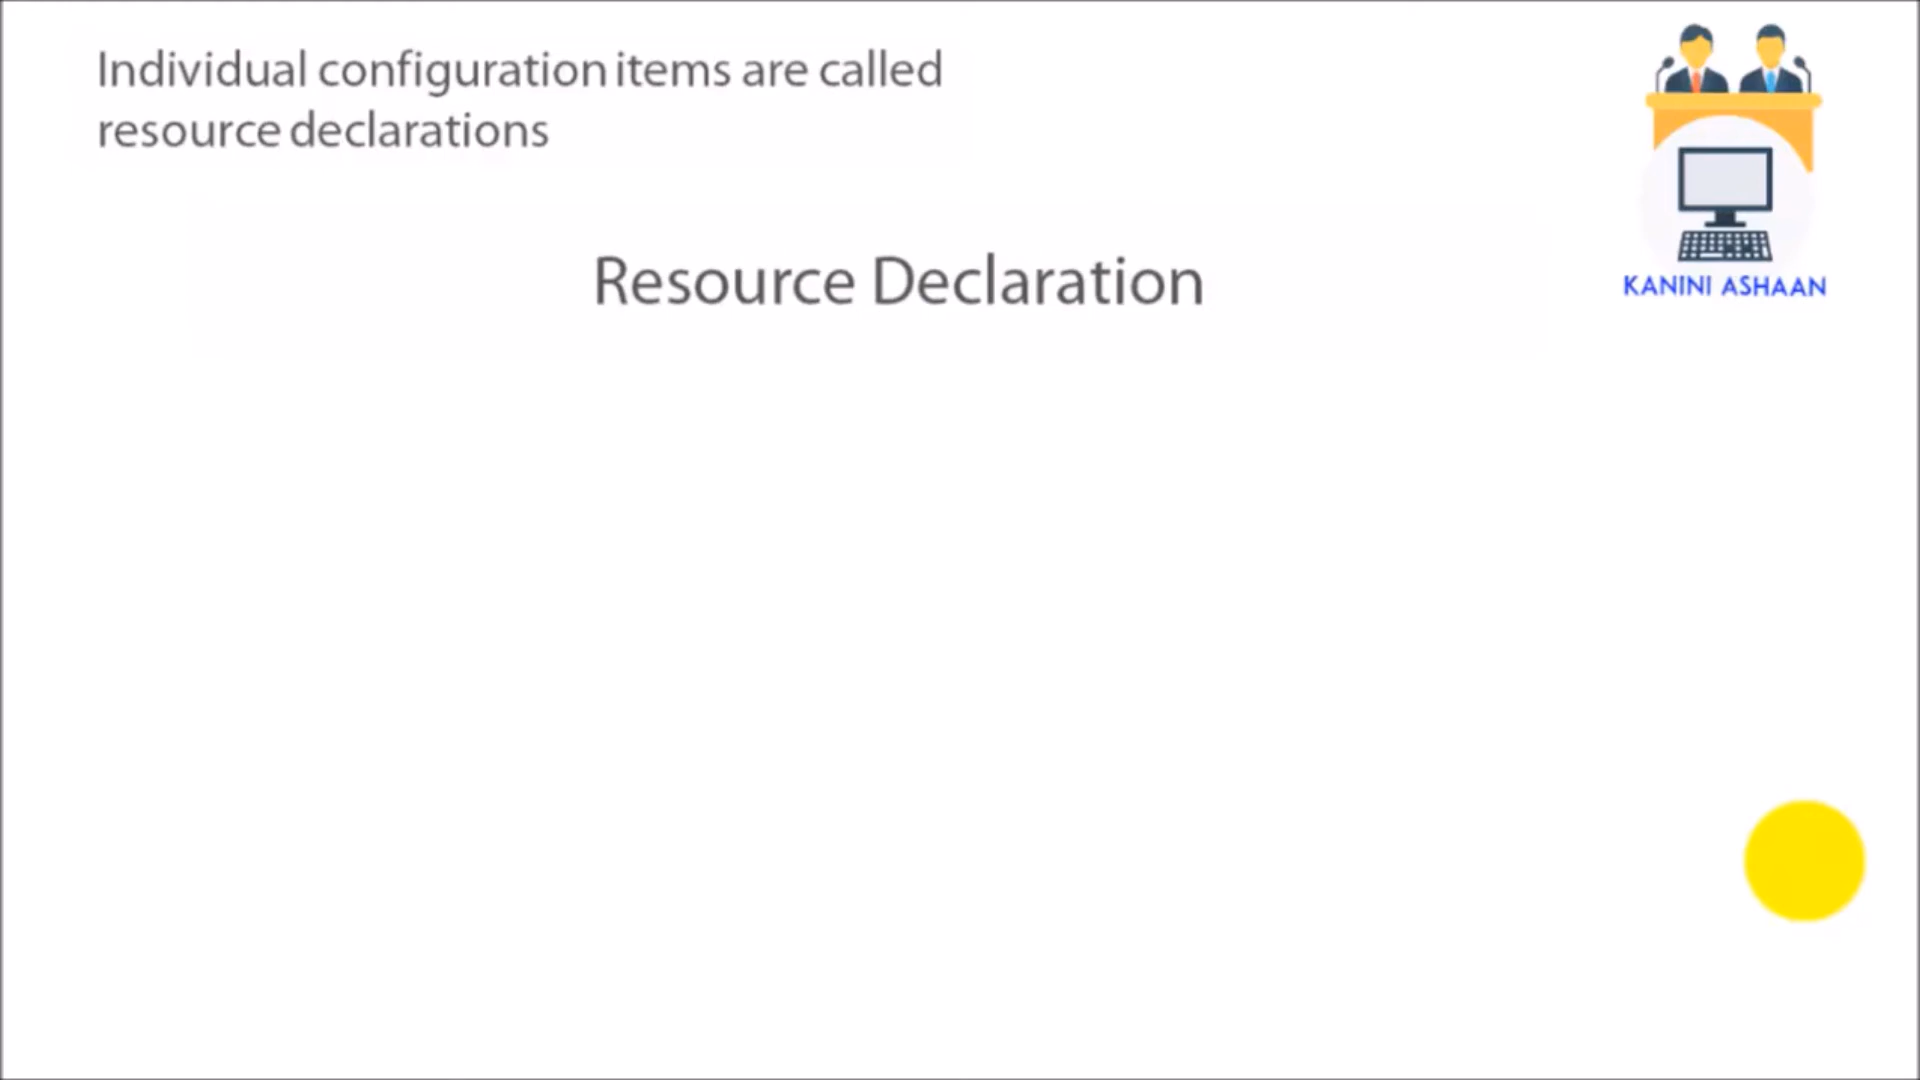 Individual configuration items are called
resource declarations
Resource Declaration
KANINI ASHAAN